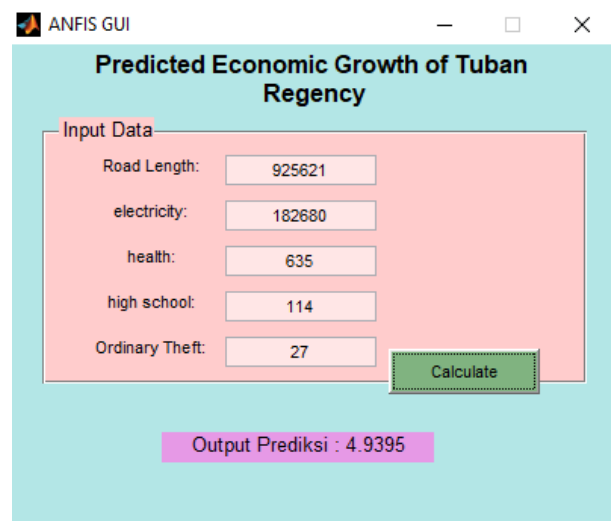 ANFIS GUI
Predicted Economic Growth of Tuban
Regency
Input Data
Road Length: 925621
electricity: 182680
health: 635
high school: 114
Ordinary Theft: 27
Calculate
Output Prediksi : 4.9395